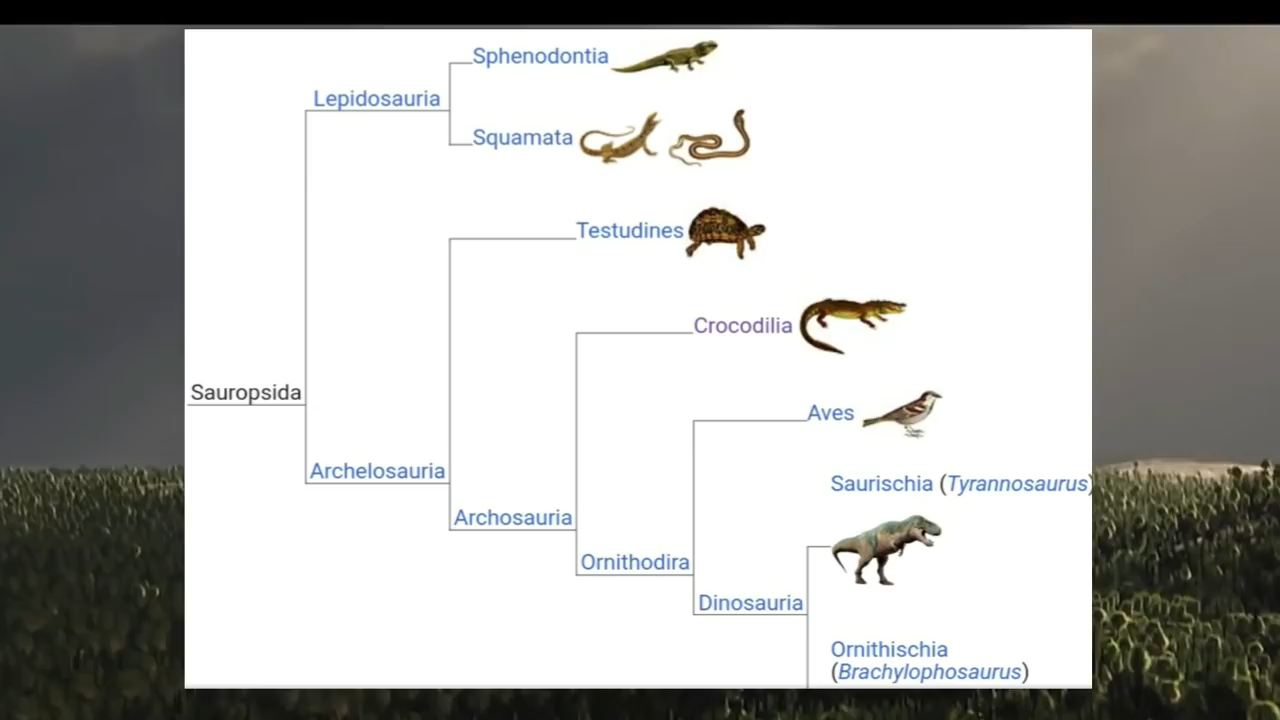 Sphenodontia
Lepidosauria
Squamata
Testudines
Crocodilia
Sauropsida
Aves
Archelosauria
Saurischia (Tyrannosaurus)
Archosauria
Ornithodira
Dinosauria
Ornithischia
(Brachylophosaurus)